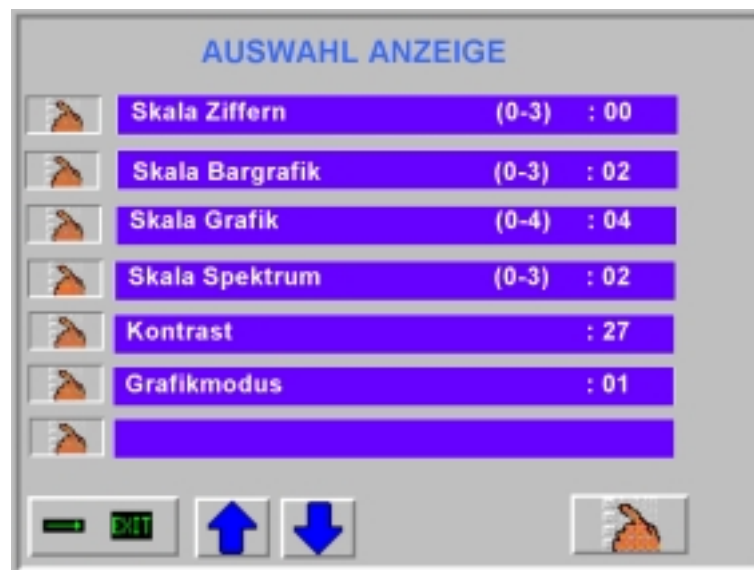 AUSWAHL ANZEIGE
Skala Ziffern (0-3) : 00
Skala Bargrafik (0-3) : 02
Skala Grafik (0-4) : 04
Skala Spektrum (0-3) : 02
Kontrast : 27
Grafikmodus : 01
EXIT